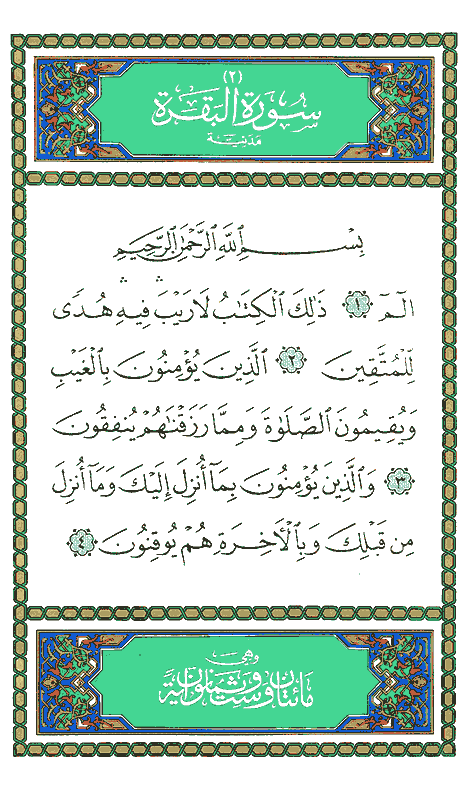 (٢)
سُورَة البَقَرَة
مَدَنِيَّة
بِسْمِ اللَّهِ الرَّحْمَٰنِ الرَّحِيمِ
الٓمٓ ١ ذَٰلِكَ ٱلْكِتَٰبُ لَا رَيْبَ فِيهِ هُدًى
لِّلْمُتَّقِينَ ٢ ٱلَّذِينَ يُؤْمِنُونَ بِٱلْغَيْبِ
وَيُقِيمُونَ ٱلصَّلَوٰةَ وَمِمَّا رَزَقْنَٰهُمْ يُنفِقُونَ
٣ وَٱلَّذِينَ يُؤْمِنُونَ بِمَآ أُنزِلَ إِلَيْكَ وَمَآ أُنزِلَ
مِن قَبْلِكَ وَبِٱلْأَخِرَةِ هُمْ يُوقِنُونَ ٤
وهي
مائتان وست وثمانون آية